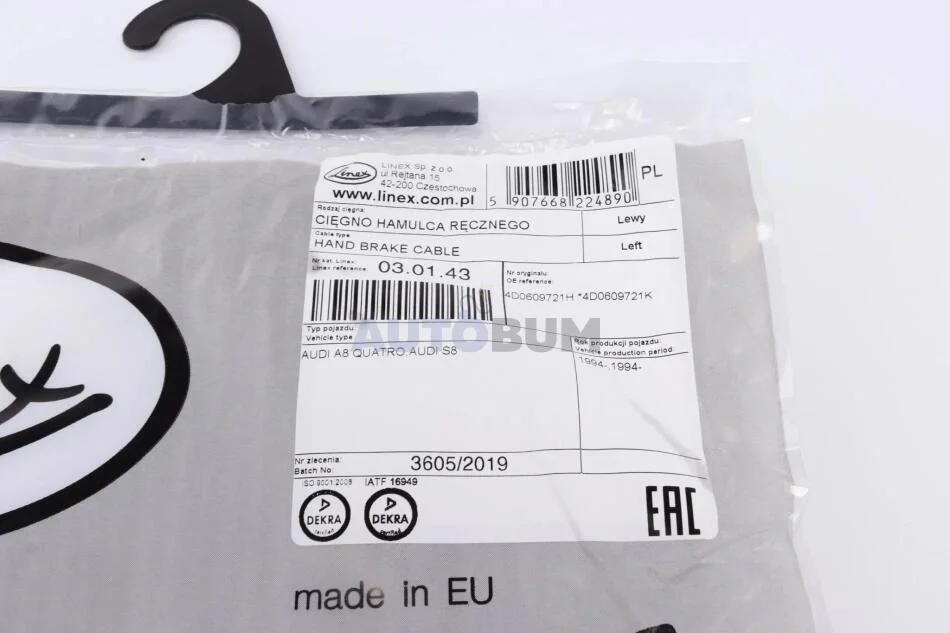 Linex
LINEX Sp. z o.o.
ul Rejtana 15
42-200 Czestochowa
www.linex.com.pl
5 907668 224890
PL
Rodzaj cięgna:
CIĘGNO HAMULCA RĘCZNEGO
Lewy
Cable type
HAND BRAKE CABLE
Left
Nr kat. Linex:
Linex reference:
03.01.43
Nr oryginału:
OE reference:
4D0609721H *4D0609721K
AUTOBUM
Typ pojazdu:
Vehicle type
AUDI A8 QUATRO,AUDI S8
Rok produkcji pojazdu:
Vehicle production period:
1994-,1994-
Nr zlecenia:
Batch No:
3605/2019
ISO 9001:2008
IATF 16949
DEKRA
DEKRA
EAC
made in EU